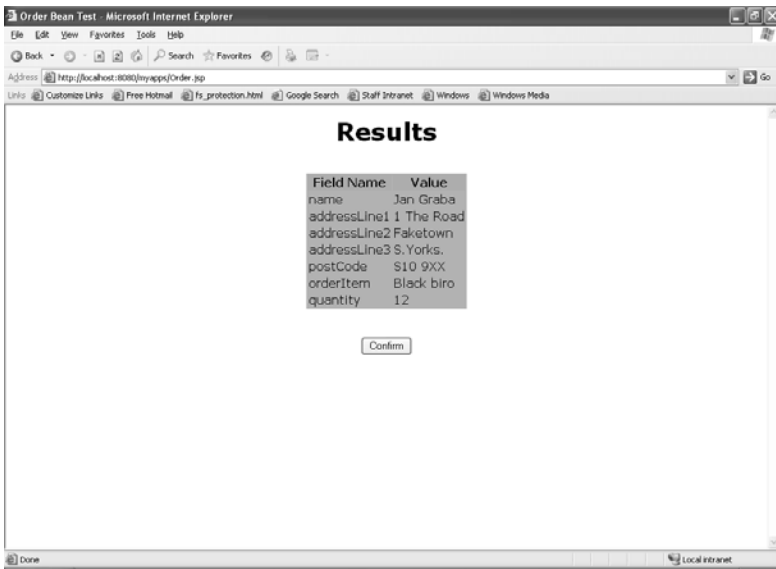 Order Bean Test - Microsoft Internet Explorer
File Edit View Favorites Tools Help
Back Search Favorites
Address http://localhost:8080/myapps/Order.jsp Go
Links Customize Links Free Hotmail fs_protection.html Google Search Staff Intranet Windows Windows Media
Results
Field Name Value
name Jan Graba
addressLine1 1 The Road
addressLine2 Faketown
addressLine3 S.Yorks.
postCode S10 9XX
orderItem Black biro
quantity 12
Confirm
Done Local intranet